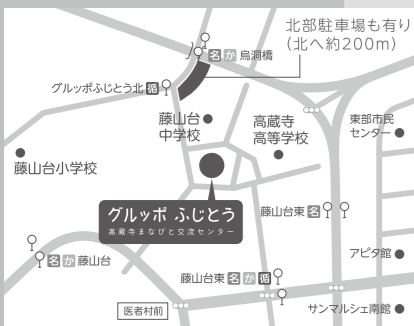 北部駐車場も有り
(北へ約200m)
名 か 烏洞橋
グルッポふじとう北 循
藤山台
中学校
高蔵寺
高等学校
東部市民
センター
藤山台小学校
グルッポ ふじとう
高蔵寺まなびと交流センター
藤山台東 名
名 か 藤山台
アピタ館
藤山台東 名 か 循
医者村前
サンマルシェ南館